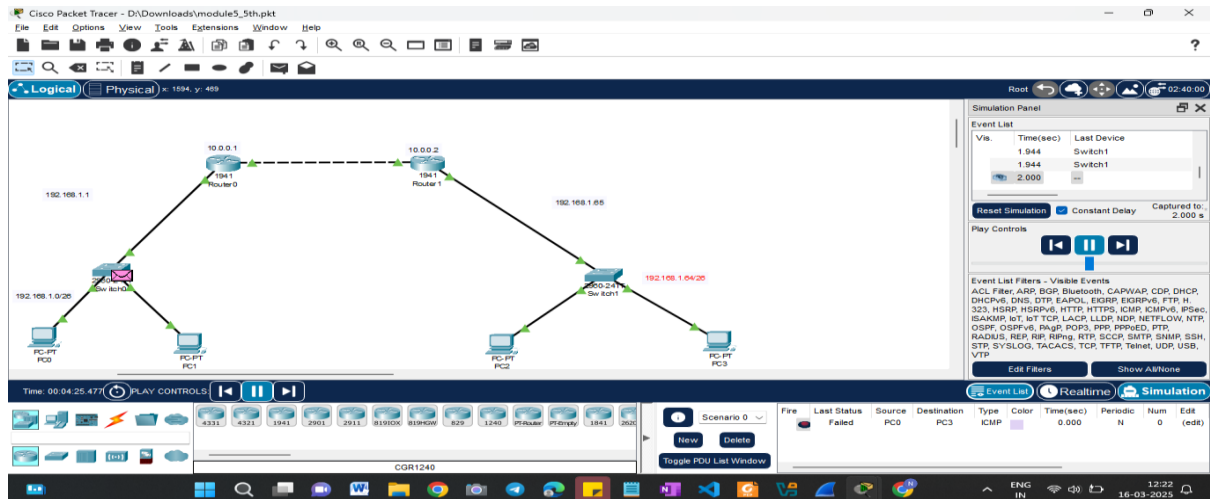 Cisco Packet Tracer - D:\Downloads\module5_5th.pkt
File Edit Options View Tools Extensions Window Help
?
Logical Physical x: 1594, y: 469 Root 02:40:00
Simulation Panel
Event List
Vis. Time(sec) Last Device
1.944 Switch1
1.944 Switch1
2.000 --
Reset Simulation Constant Delay Captured to:
2.000 s
Play Controls
Event List Filters - Visible Events
ACL Filter, ARP, BGP, Bluetooth, CAPWAP, CDP, DHCP,
DHCPv6, DNS, DTP, EAPOL, EIGRP, EIGRPv6, FTP, H.
323, HSRP, HSRPv6, HTTP, HTTPS, ICMP, ICMPv6, IPSec,
ISAKMP, IoT, IoT TCP, LACP, LLDP, NDP, NETFLOW, NTP,
OSPF, OSPFv6, PAgP, POP3, PPP, PPPoED, PTP,
RADIUS, REP, RIP, RIPng, RTP, SCCP, SMTP, SNMP, SSH,
STP, SYSLOG, TACACS, TCP, TFTP, Telnet, UDP, USB,
VTP
Edit Filters Show All/None
10.0.0.1
10.0.0.2
1941
Router0
1941
Router1
192.168.1.1
192.168.1.65
Switch0
192.168.1.64/26
Switch1
192.168.1.0/26
PC-PT
PC0
PC-PT
PC1
PC-PT
PC2
PC-PT
PC3
Time: 00:04:25.477 PLAY CONTROLS: Event List Realtime Simulation
4331 4321 1941 2901 2911 819IOX 819HGW 829 1240 PT-Router PT-Empty 1841
CGR1240
Scenario 0
New Delete
Toggle PDU List Window
Fire Last Status Source Destination Type Color Time(sec) Periodic Num Edit
Failed PC0 PC3 ICMP 0.000 N 0 (edit)
ENG
IN
12:22
16-03-2025